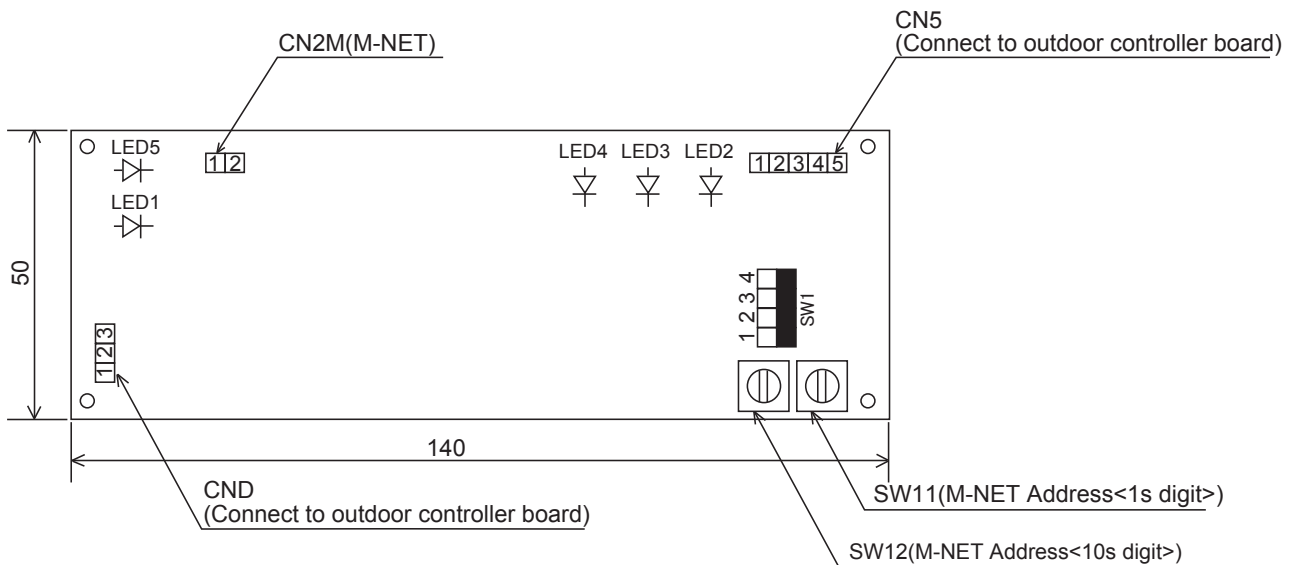 CN5
(Connect to outdoor controller board)
CN2M(M-NET)
LED5
1 2
LED4 LED3 LED2
1 2 3 4 5
LED1
50
1 2 3 4
SW1
1 2 3
140
CND
(Connect to outdoor controller board)
SW11(M-NET Address<1s digit>)
SW12(M-NET Address<10s digit>)